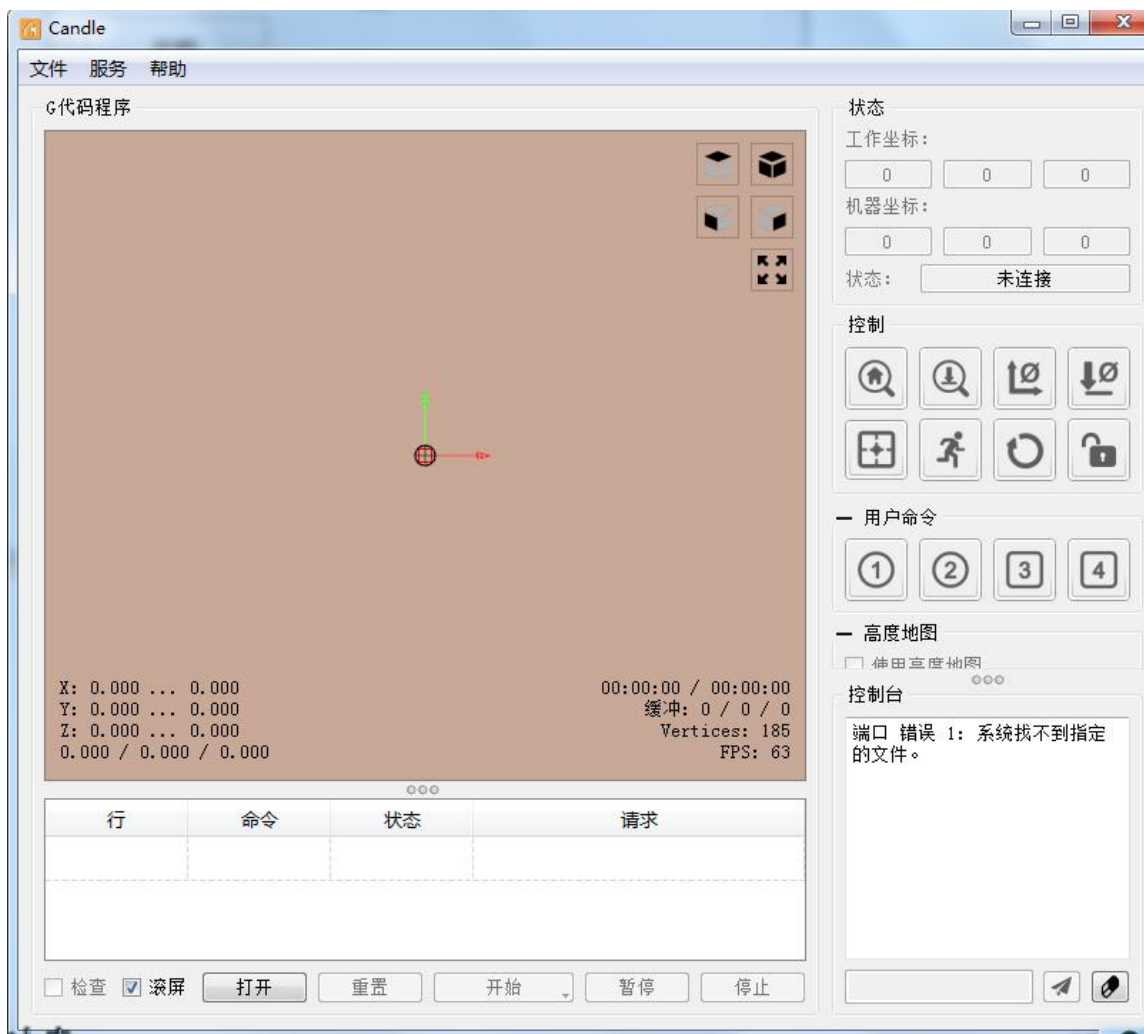 Candle
文件 服务 帮助
G代码程序
X: 0.000 ... 0.000
Y: 0.000 ... 0.000
Z: 0.000 ... 0.000
0.000 / 0.000 / 0.000
00:00:00 / 00:00:00
缓冲: 0 / 0 / 0
Vertices: 185
FPS: 63
行 命令 状态 请求
检查 滚屏 打开 重置 开始 暂停 停止
状态
工作坐标:
0 0 0
机器坐标:
0 0 0
状态: 未连接
控制
用户命令
1 2 3 4
高度地图
使用高度地图
控制台
端口 错误 1: 系统找不到指定
的文件。